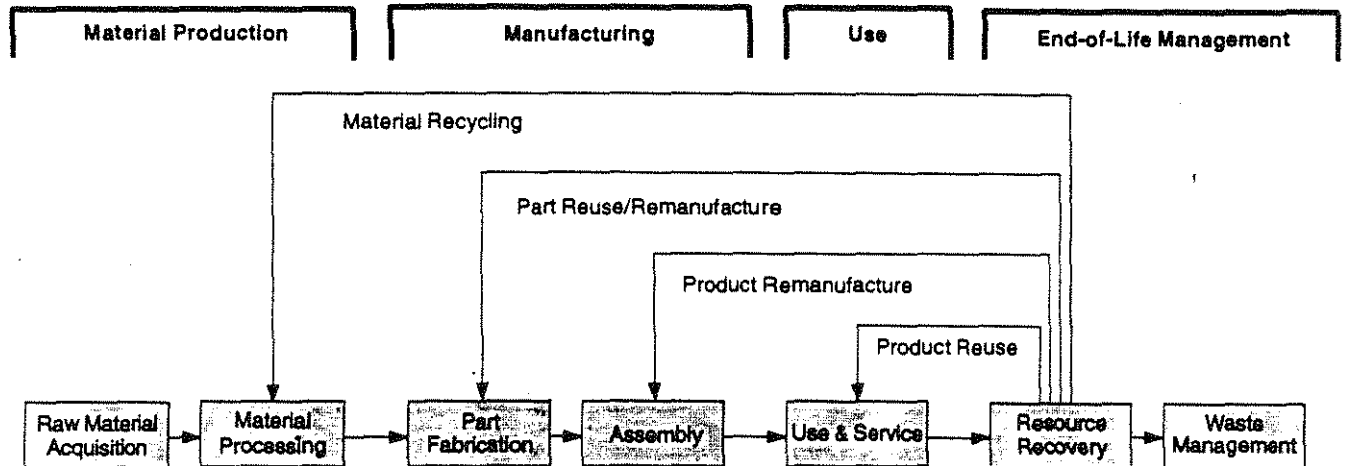 Material Production
Manufacturing
Use
End-of-Life Management
Material Recycling
Part Reuse/Remanufacture
Product Remanufacture
Product Reuse
Raw Material
Acquisition
Material
Processing
Part
Fabrication
Assembly
Use & Service
Resource
Recovery
Waste
Management